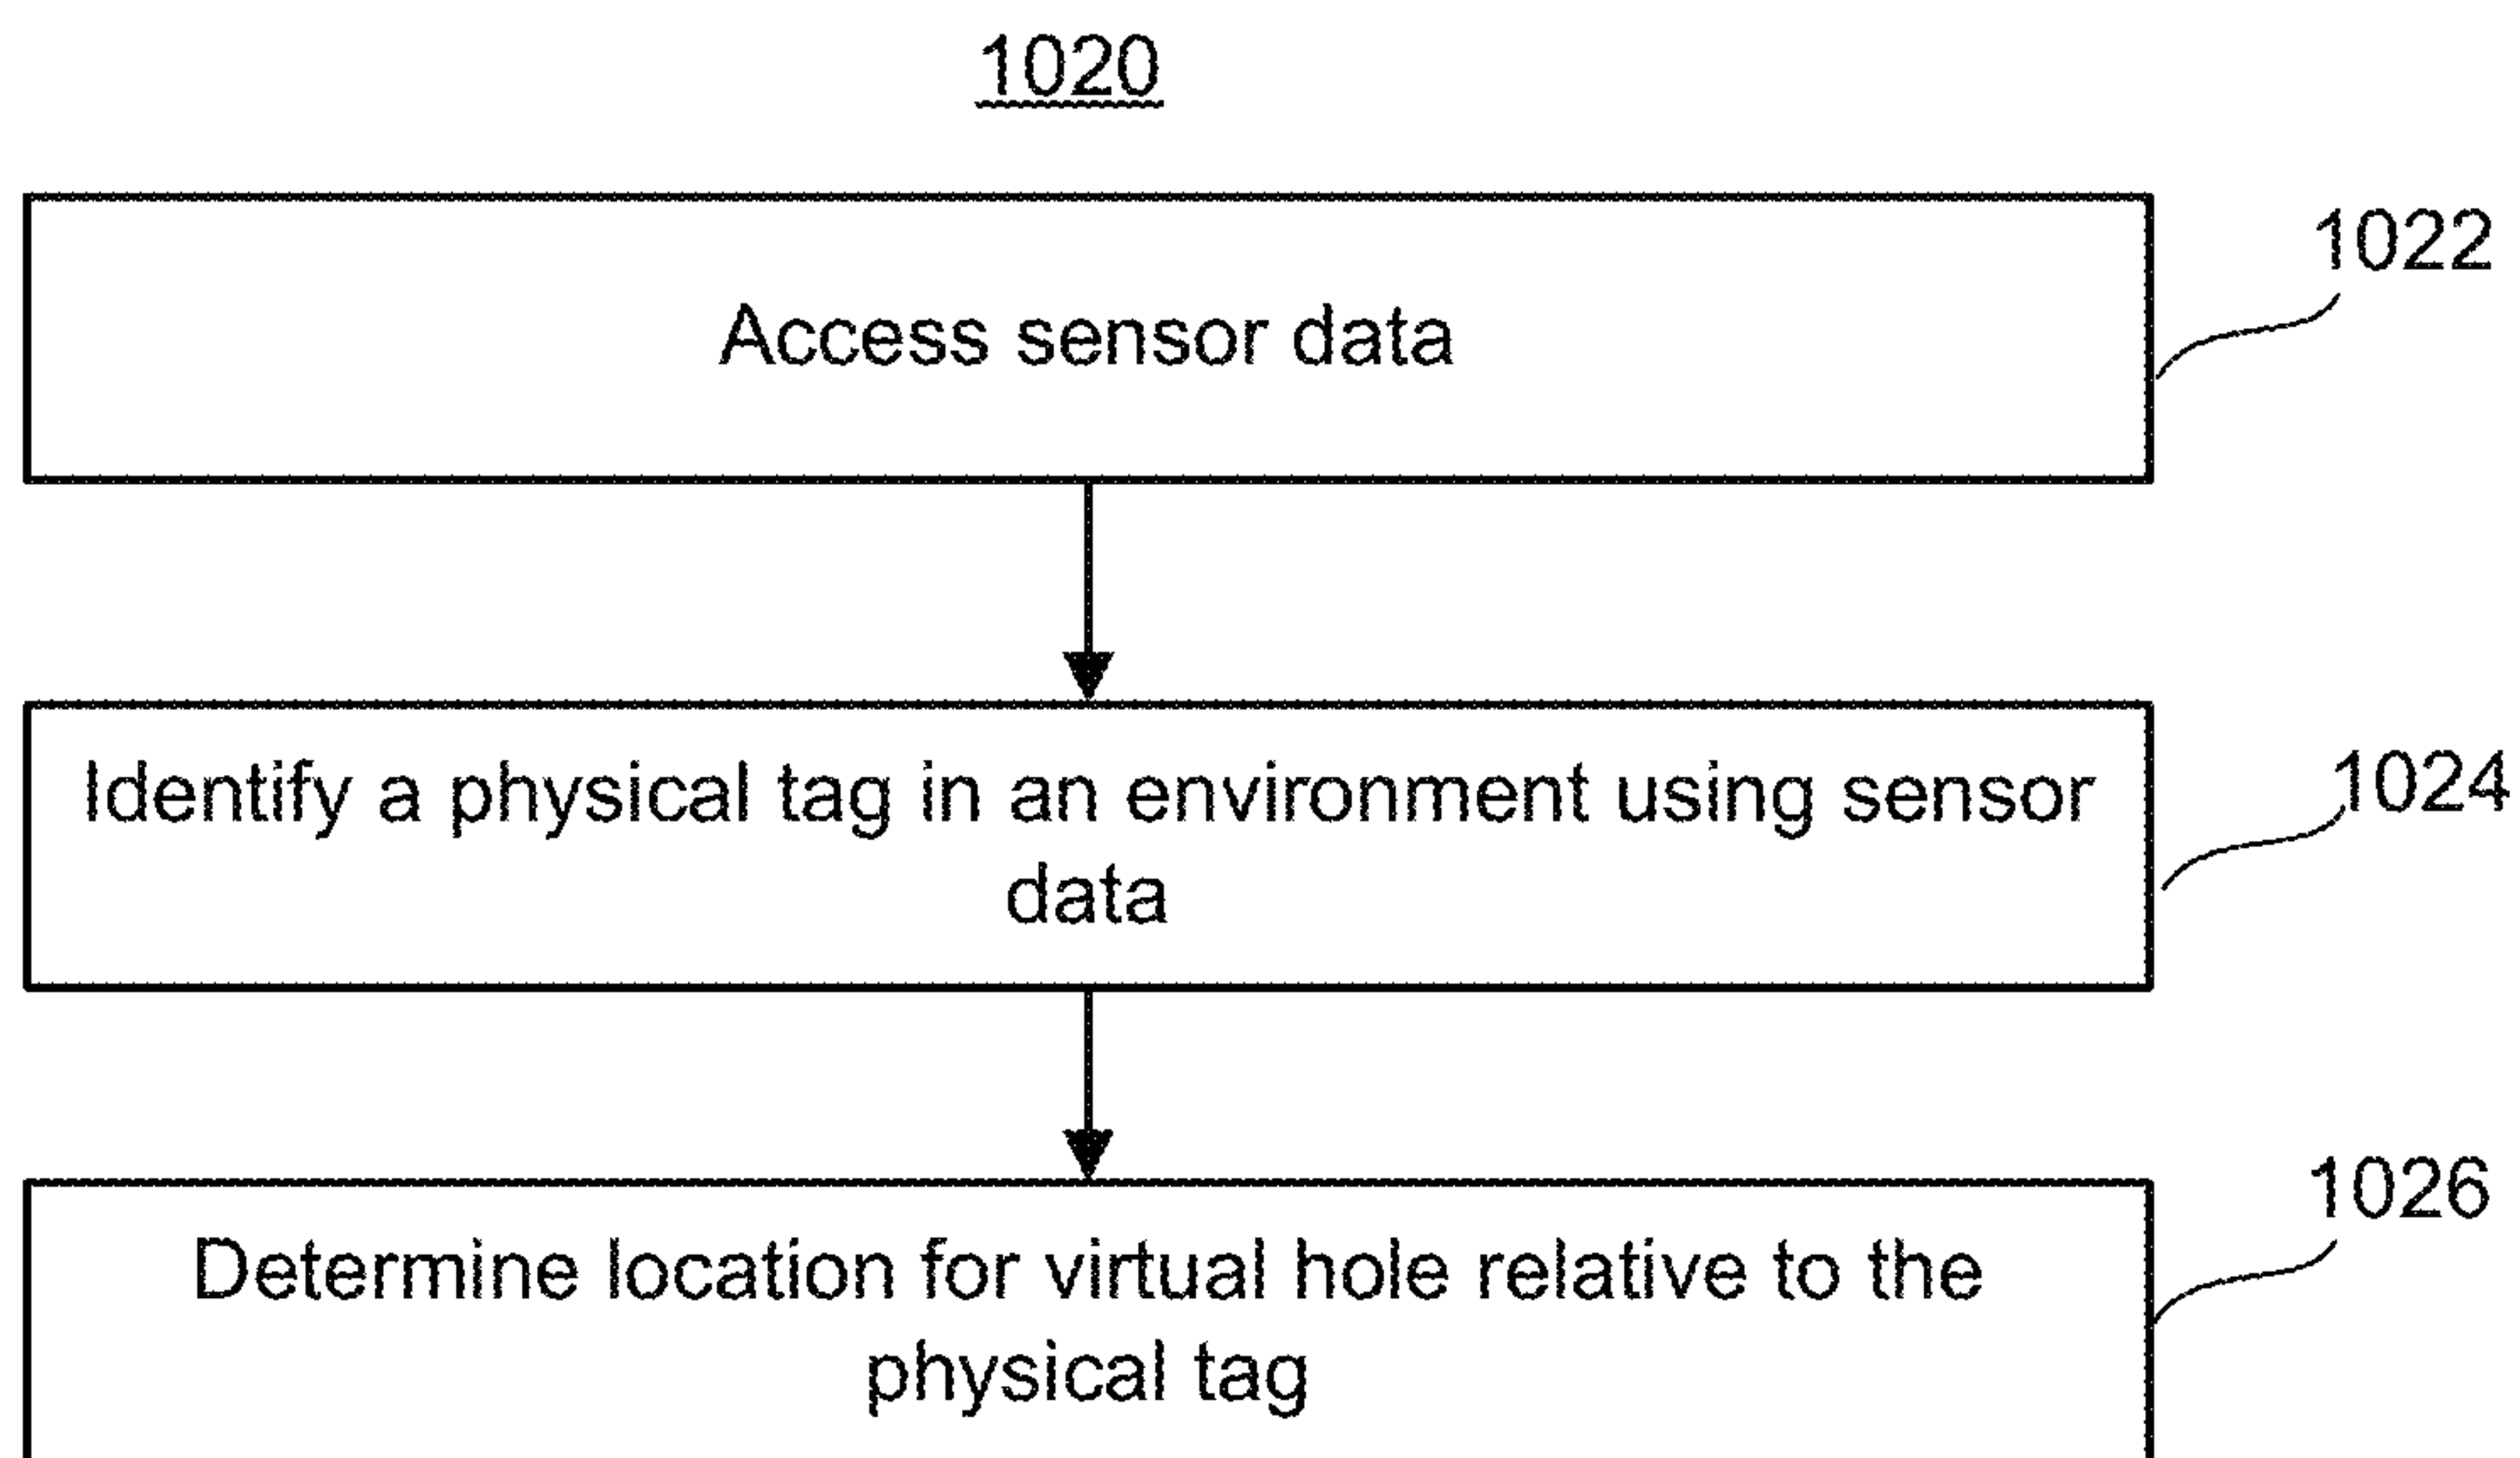 1020
1022
Access sensor data
1024
Identify a physical tag in an environment using sensor
data
1026
Determine location for virtual hole relative to the
physical tag